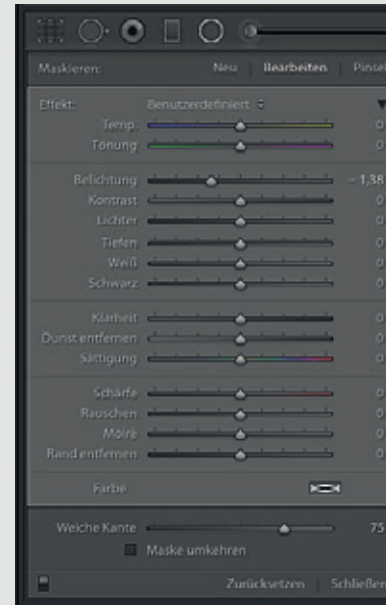 Maskieren: Neu | Bearbeiten | Pinsel
Effekt: Benutzerdefiniert
Temp. 0
Tönung 0
Belichtung – 1,38
Kontrast 0
Lichter 0
Tiefen 0
Weiß 0
Schwarz 0
Klarheit 0
Dunst entfernen 0
Sättigung 0
Schärfe 0
Rauschen 0
Moiré 0
Rand entfernen 0
Farbe
Weiche Kante 75
Maske umkehren
Zurücksetzen | Schließen